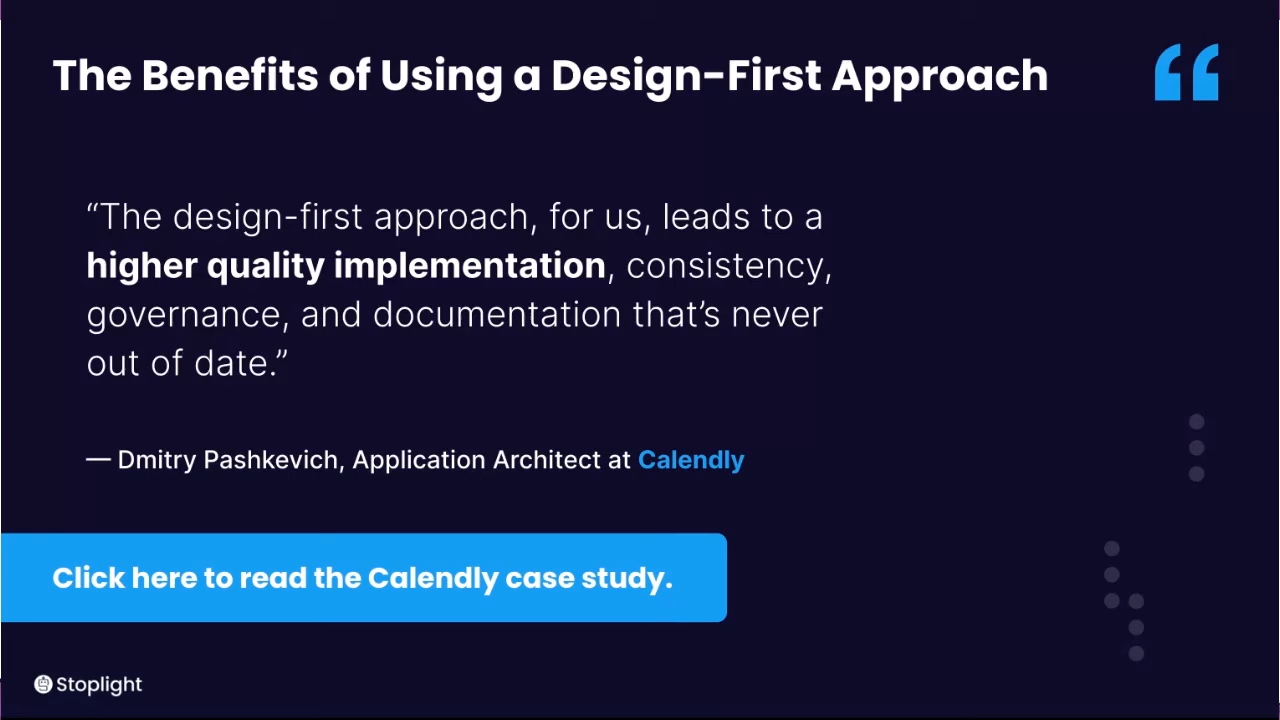 The Benefits of Using a Design-First Approach
“The design-first approach, for us, leads to a
higher quality implementation, consistency,
governance, and documentation that’s never
out of date.”
— Dmitry Pashkevich, Application Architect at Calendly
Click here to read the Calendly case study.
Stoplight